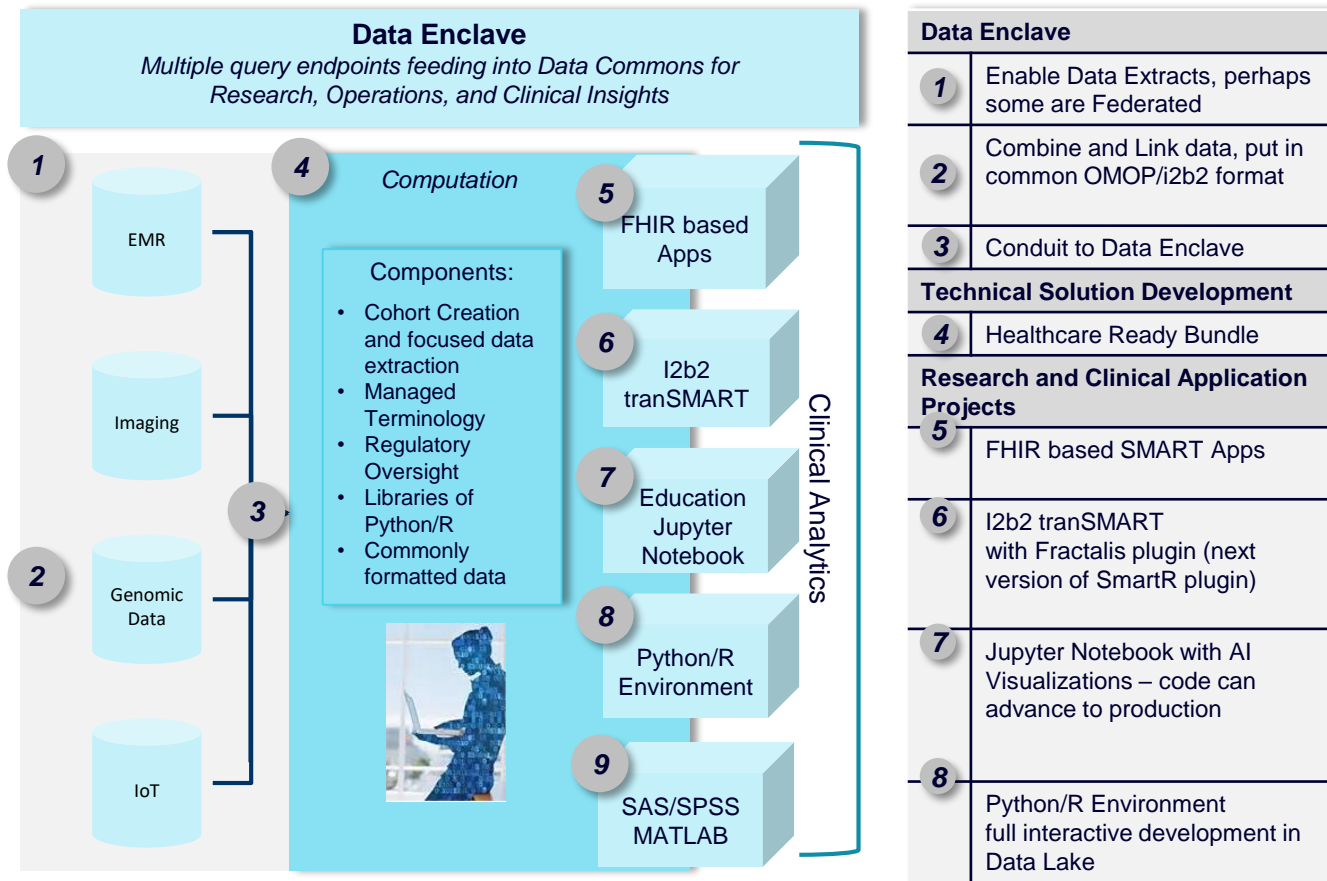 Data Enclave
Multiple query endpoints feeding into Data Commons for
Research, Operations, and Clinical Insights
1
EMR
Imaging
2
Genomic
Data
IoT
3
4
Computation
Components:
• Cohort Creation
and focused data
extraction
• Managed
Terminology
• Regulatory
Oversight
• Libraries of
Python/R
• Commonly
formatted data
5
FHIR based
Apps
6
I2b2
tranSMART
7
Education
Jupyter
Notebook
8
Python/R
Environment
9
SAS/SPSS
MATLAB
Clinical Analytics
Data Enclave
1
Enable Data Extracts, perhaps
some are Federated
2
Combine and Link data, put in
common OMOP/i2b2 format
3
Conduit to Data Enclave
Technical Solution Development
4
Healthcare Ready Bundle
Research and Clinical Application
Projects
5
FHIR based SMART Apps
6
I2b2 tranSMART
with Fractalis plugin (next
version of SmartR plugin)
7
Jupyter Notebook with AI
Visualizations – code can
advance to production
8
Python/R Environment
full interactive development in
Data Lake